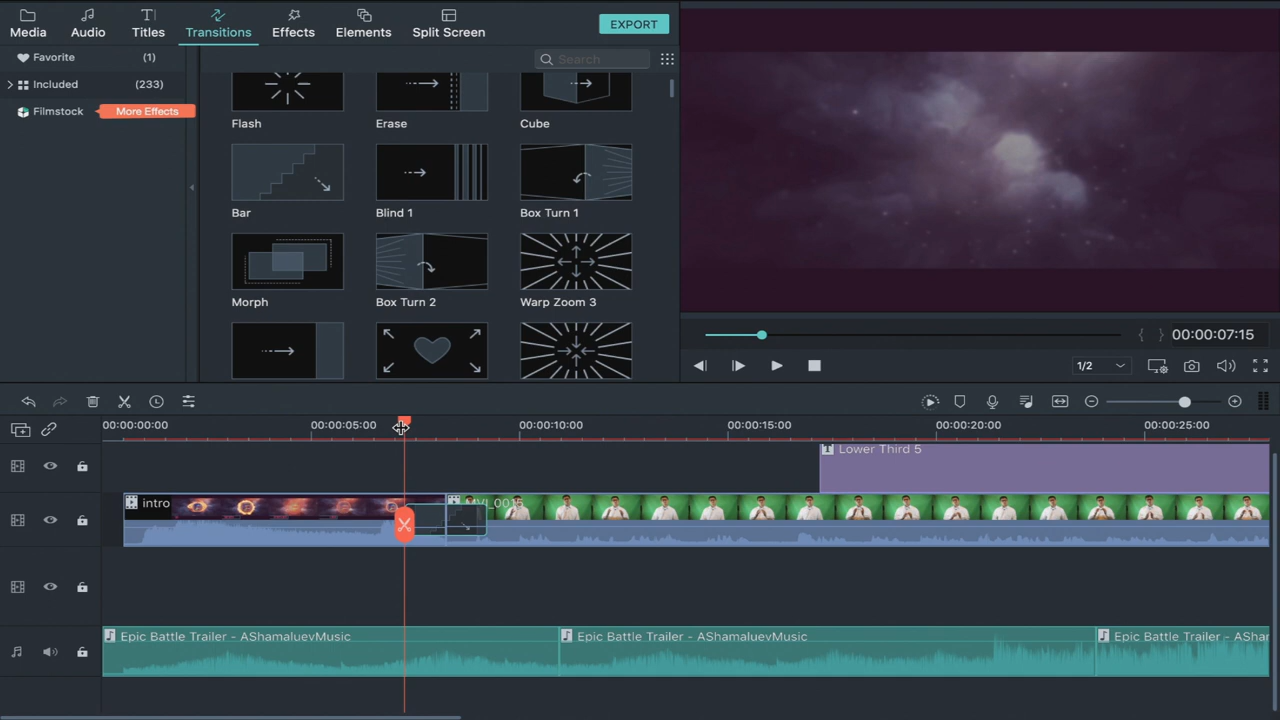 Media Audio Titles Transitions Effects Elements Split Screen EXPORT
Favorite (1)
Included (233)
Filmstock More Effects
Search
Flash Erase Cube
Bar Blind 1 Box Turn 1
Morph Box Turn 2 Warp Zoom 3
00:00:07:15
1/2
00:00:00:00 00:00:05:00 00:00:10:00 00:00:15:00 00:00:20:00 00:00:25:00
T Lower Third 5
intro
Epic Battle Trailer - AShamaluevMusic Epic Battle Trailer - AShamaluevMusic Epic Battle Trailer - AShar